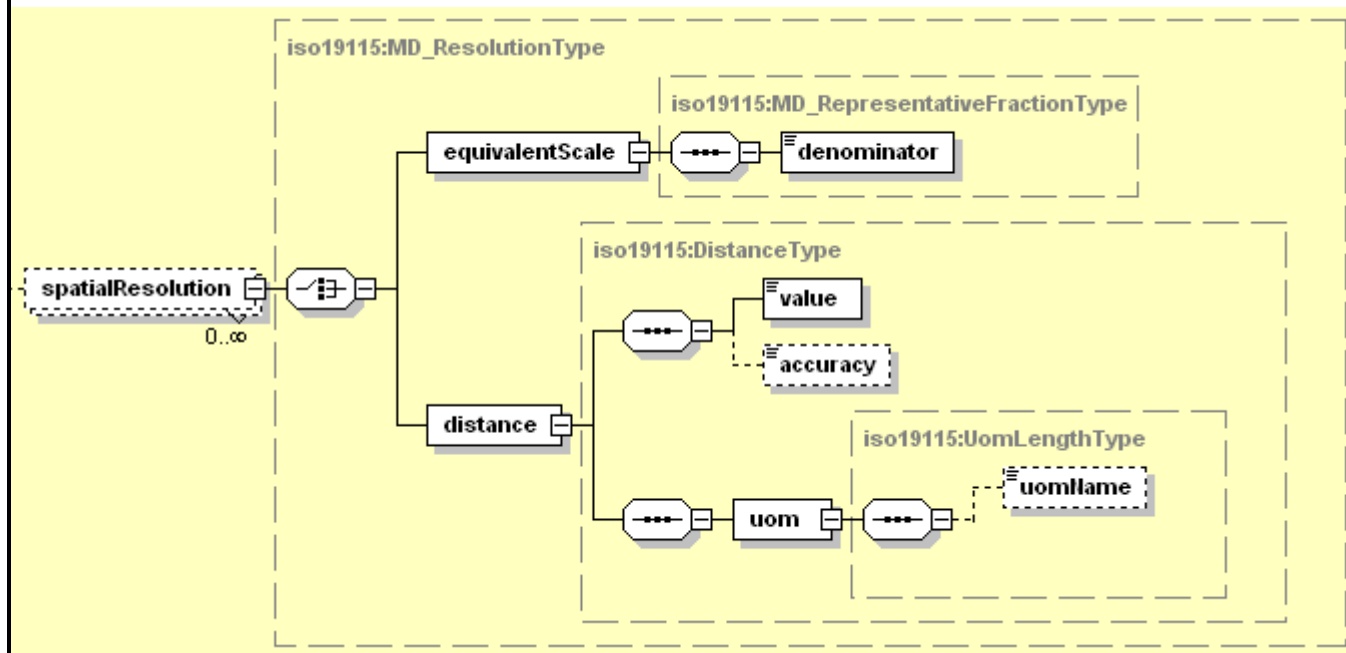 iso19115:MD_ResolutionType
iso19115:MD_RepresentativeFractionType
equivalentScale
denominator
iso19115:DistanceType
value
spatialResolution
0..∞
accuracy
distance
iso19115:UomLengthType
uomName
uom